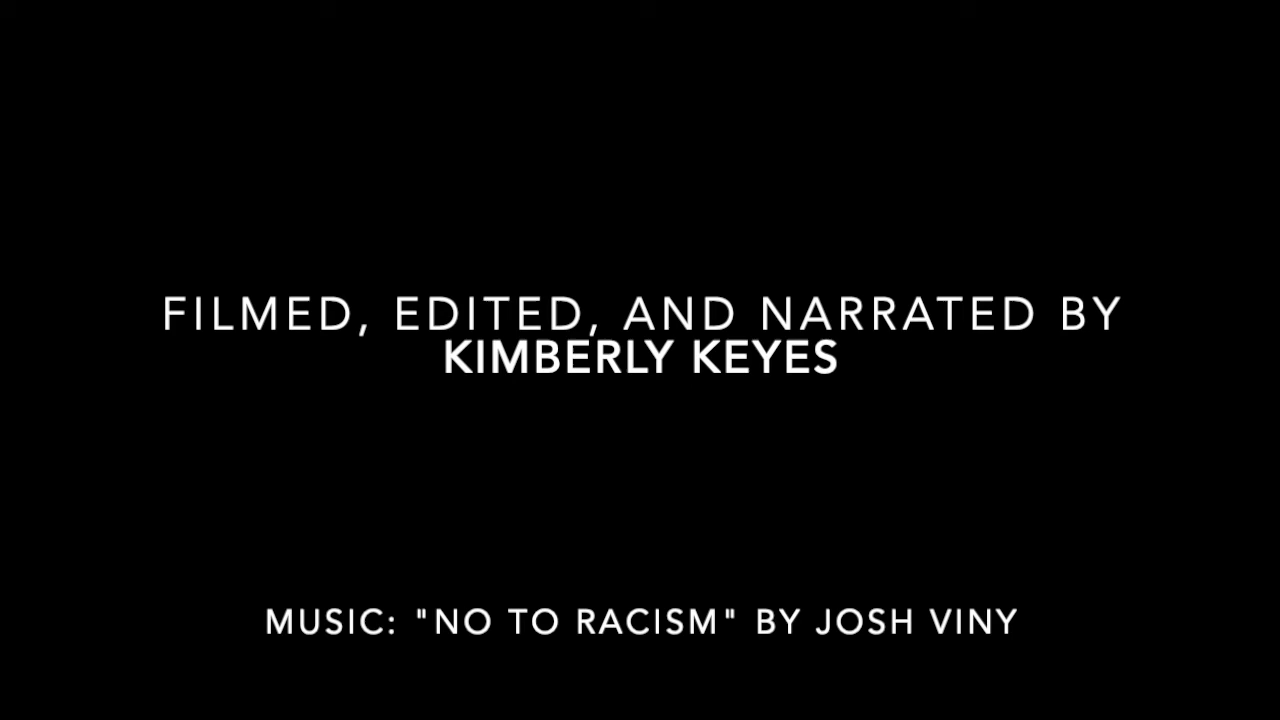 FILMED, EDITED, AND NARRATED BY
KIMBERLY KEYES
MUSIC: "NO TO RACISM" BY JOSH VINY